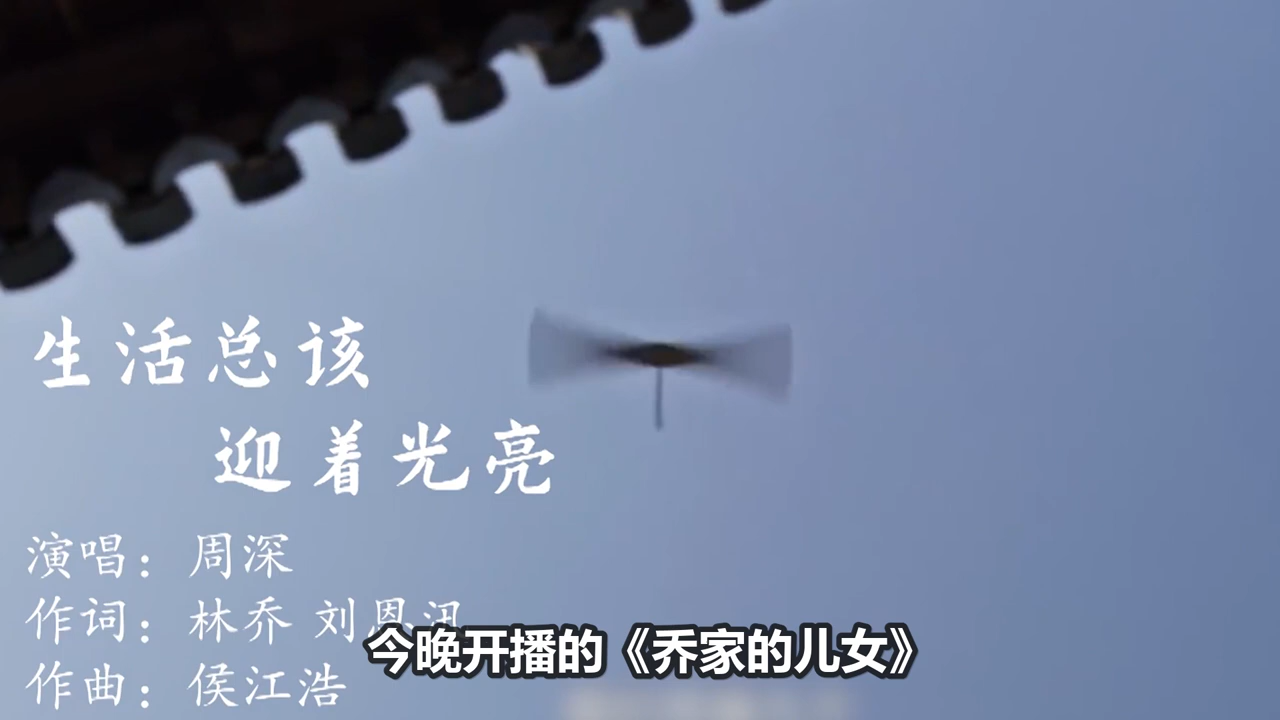 生活总该
迎着光亮
演唱：周深
作词：林乔 刘恩汛
作曲：侯江浩
今晚开播的《乔家的儿女》